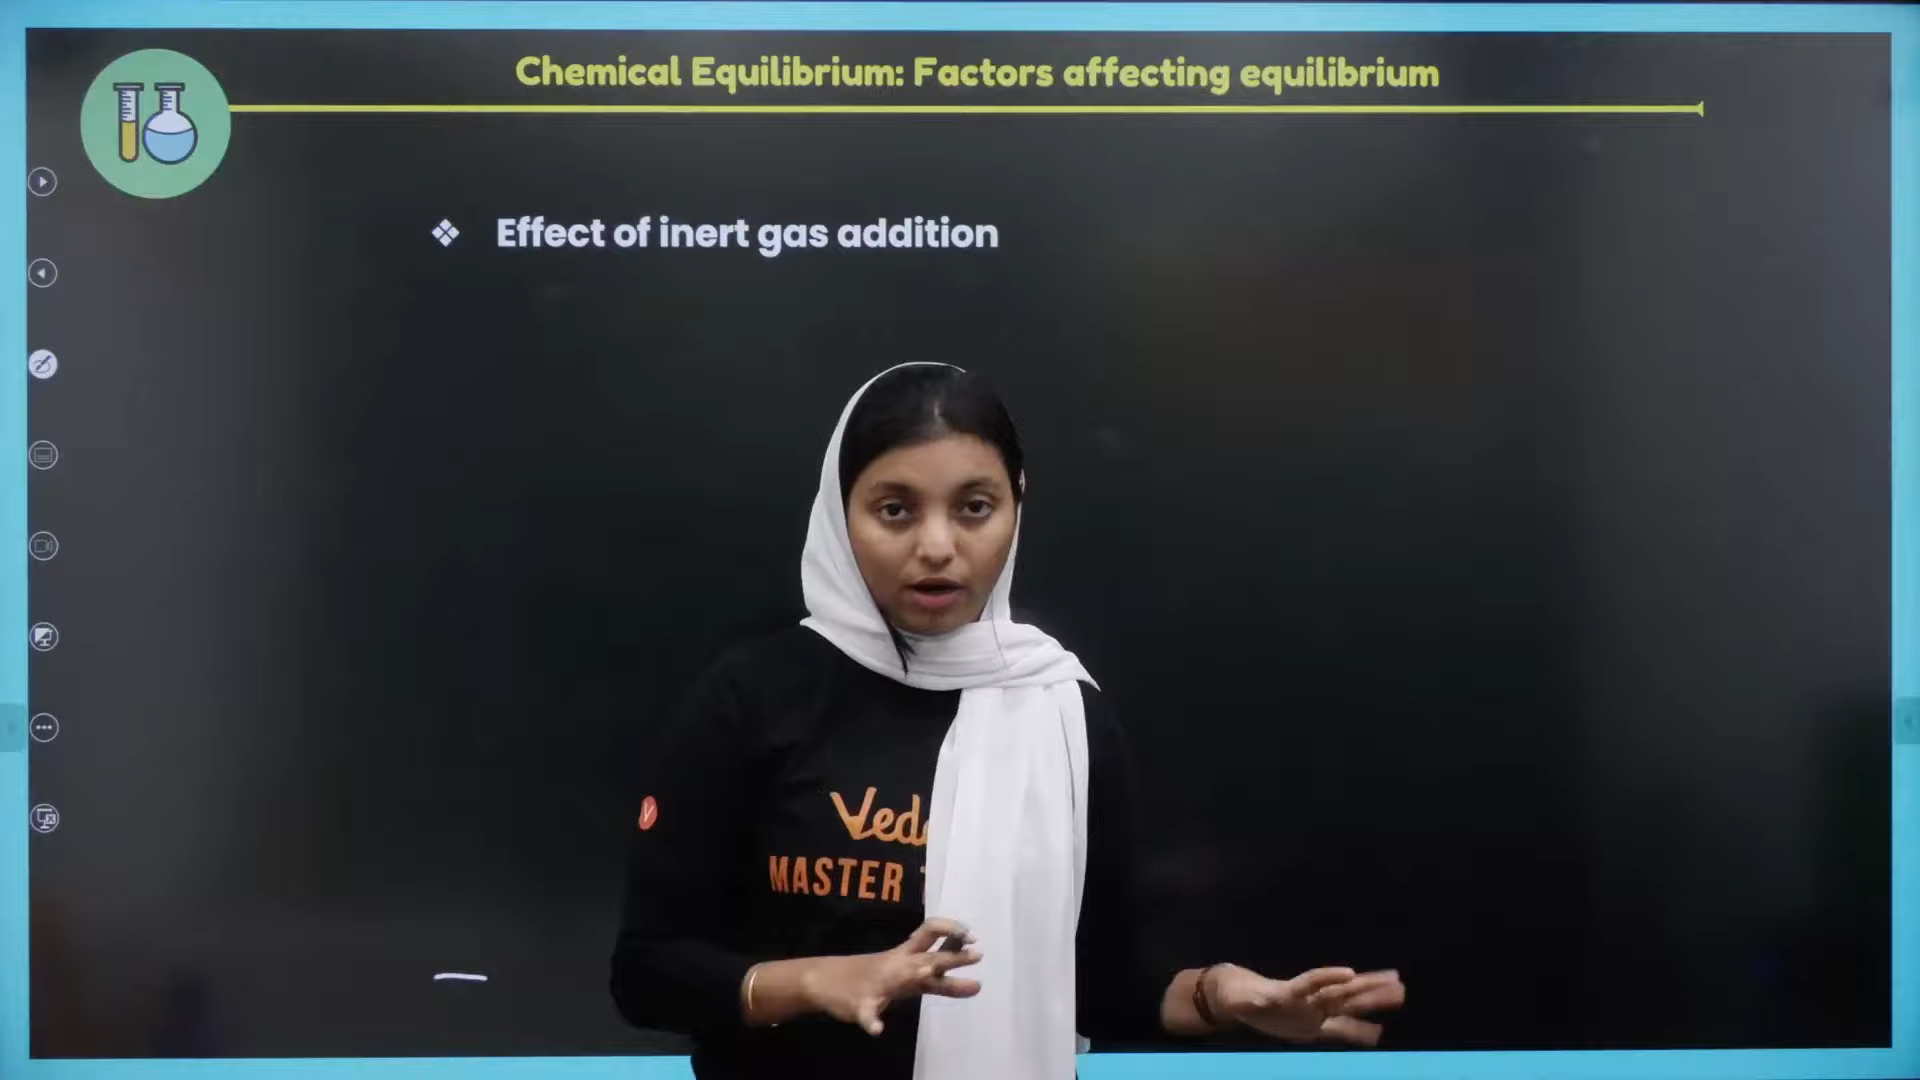 Chemical Equilibrium: Factors affecting equilibrium
❖ Effect of inert gas addition
V
MASTER